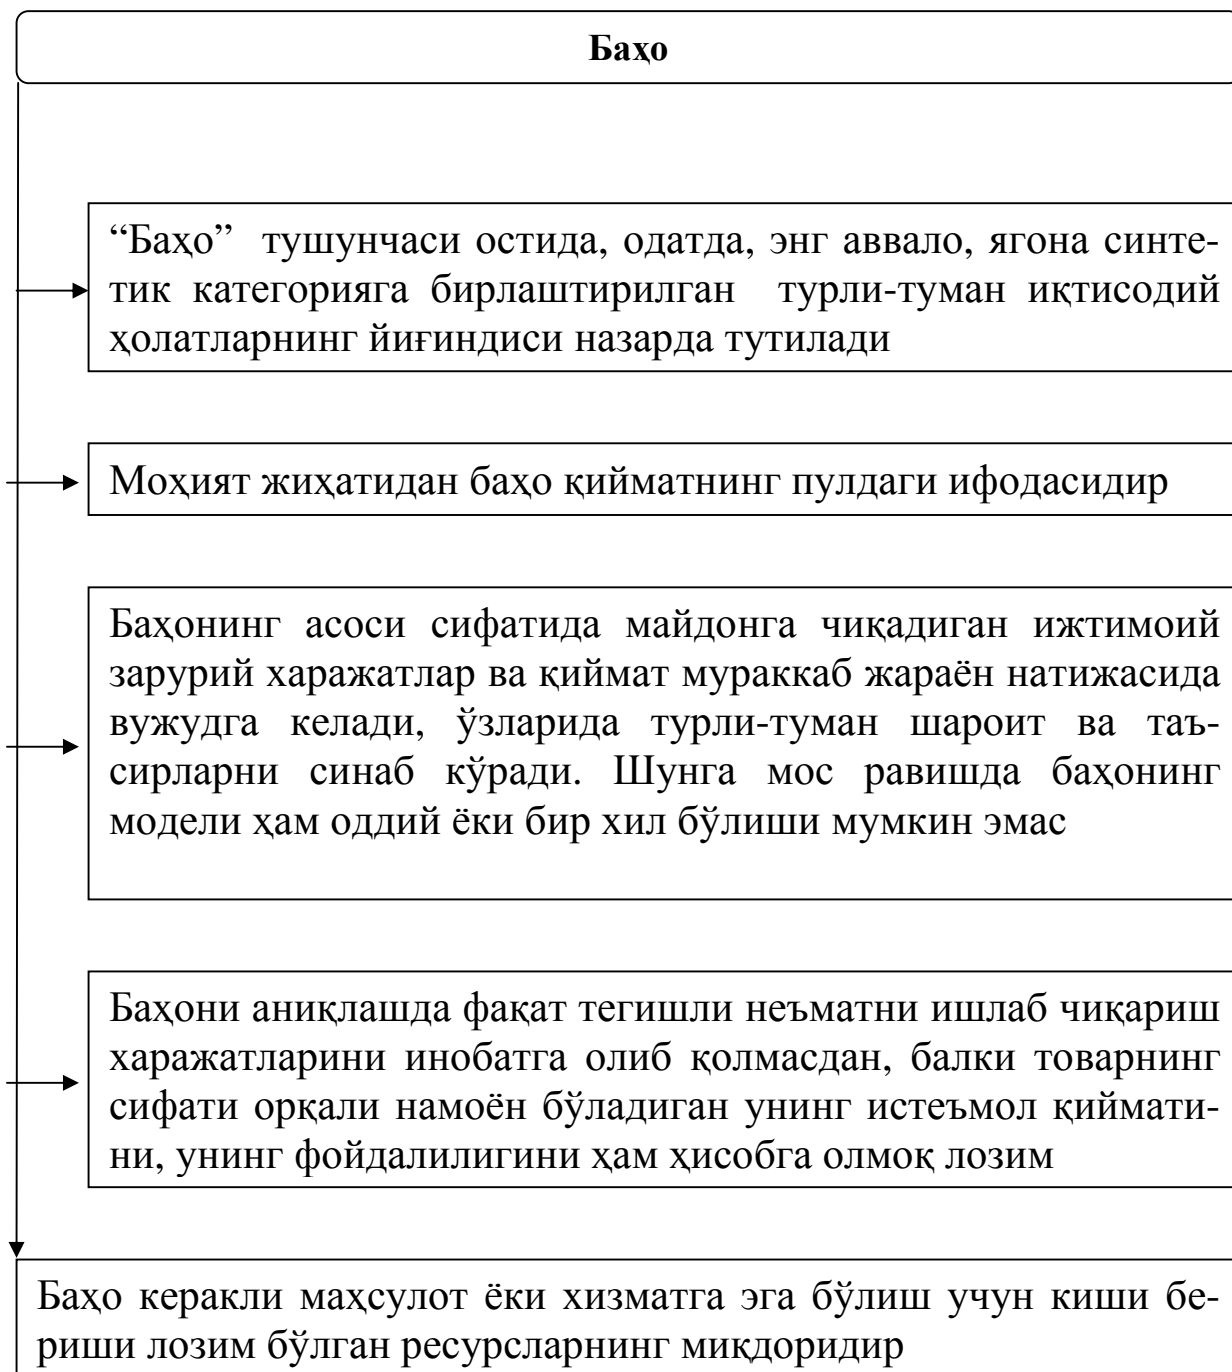 Баҳо
“Баҳо” тушунчаси остида, одатда, энг аввало, ягона синте-
тик категорияга бирлаштирилган турли-туман иқтисодий
ҳолатларнинг йиғиндиси назарда тутилади
Моҳият жиҳатидан баҳо қийматнинг пулдаги ифодасидир
Баҳонинг асоси сифатида майдонга чиқадиган ижтимоий
зарурий харажатлар ва қиймат мураккаб жараён натижасида
вужудга келади, ўзларида турли-туман шароит ва таъ-
сирларни синаб кўради. Шунга мос равишда баҳонинг
модели ҳам оддий ёки бир хил бўлиши мумкин эмас
Баҳони аниқлашда фақат тегишли неъматни ишлаб чиқариш
харажатларини инобатга олиб қолмасдан, балки товарнинг
сифати орқали намоён бўладиган унинг истеъмол қиймати-
ни, унинг фойдалилигини ҳам ҳисобга олмоқ лозим
Баҳо керакли маҳсулот ёки хизматга эга бўлиш учун киши бе-
риши лозим бўлган ресурсларнинг миқдоридир